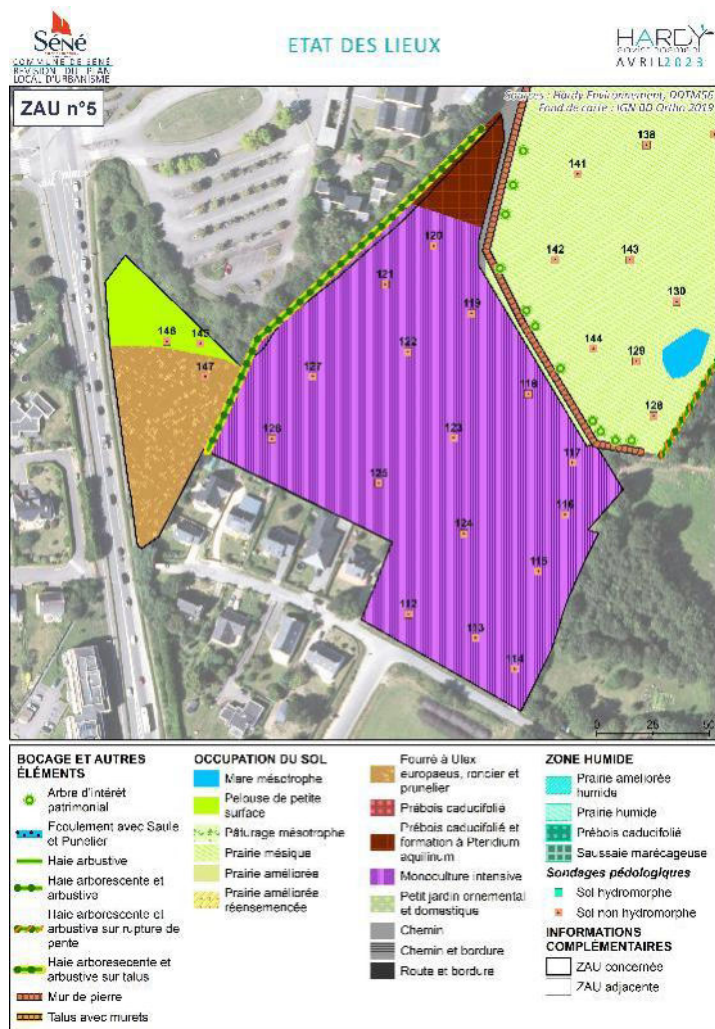 Séné
COMMUNE DE SÉNÉ
RÉVISION DU PLAN
LOCAL D'URBANISME
ETAT DES LIEUX
HARDY
environnement
AVRIL 2023
ZAU n°5
Sources : Hardy Environnement, DDTM56
Fond de carte : IGN BD Ortho 2019
138
141
142
143
130
144
129
128
120
121
119
122
118
127
146
145
147
126
123
117
125
116
124
115
112
113
114
0 25 50
BOCAGE ET AUTRES
ÉLÉMENTS
Arbre d'intérêt
patrimonial
Ecoulement avec Saule
et Punelier
Haie arbustive
Haie arborescente et
arbustive
Haie arborescente et
arbustive sur rupture de
pente
Haie arboresecente et
arbustive sur talus
Mur de pierre
Talus avec murets
OCCUPATION DU SOL
Mare mésotrophe
Pelouse de petite
surface
Pâturage mésotrophe
Prairie mésique
Prairie améliorée
Prairie améliorée
réensemencée
Fourré à Ulex
europaeus, roncier et
prunelier
Prébois caducifolié
Prébois caducifolié et
formation à Pteridium
aquilinum
Monoculture intensive
Petit jardin ornemental
et domestique
Chemin
Chemin et bordure
Route et bordure
ZONE HUMIDE
Prairie ameliorée
humide
Prairie humide
Prébois caducifolié
Saussaie marécageuse
Sondages pédologiques
Sol hydromorphe
Sol non hydromorphe
INFORMATIONS
COMPLÉMENTAIRES
ZAU concernée
ZAU adjacente